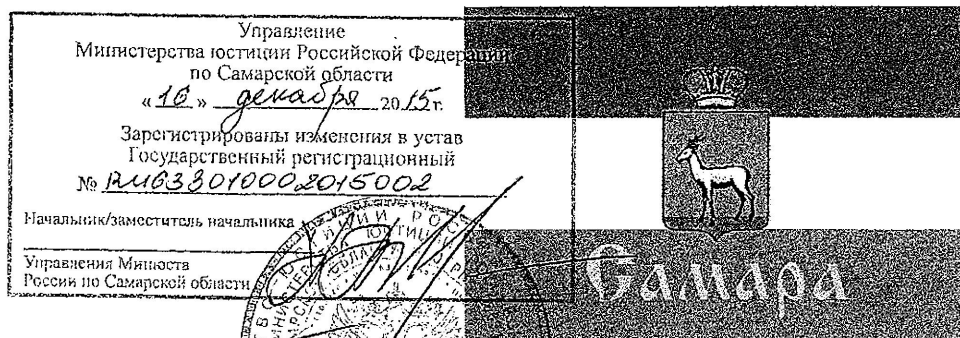 Управление
Министерства юстиции Российской Федерации
по Самарской области
«16» декабря 2015г.
Зарегистрированы изменения в устав
Государственный регистрационный
№ RU633010002015002
Начальник/заместитель начальника
Управления Минюста
России по Самарской области
Самара